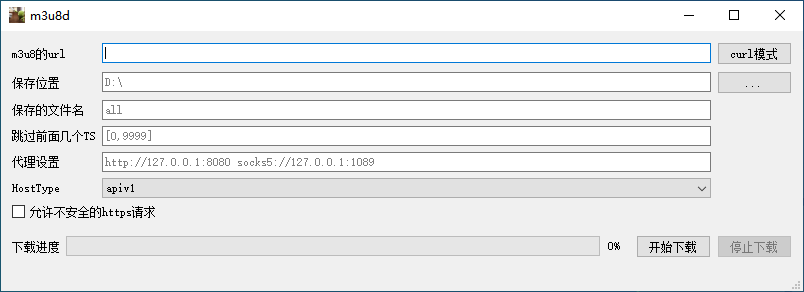 m3u8d
m3u8的url curl模式
保存位置 D:\ ...
保存的文件名 all
跳过前面几个TS [0,9999]
代理设置 http://127.0.0.1:8080 socks5://127.0.0.1:1089
HostType apiv1
允许不安全的https请求
下载进度 0% 开始下载 停止下载